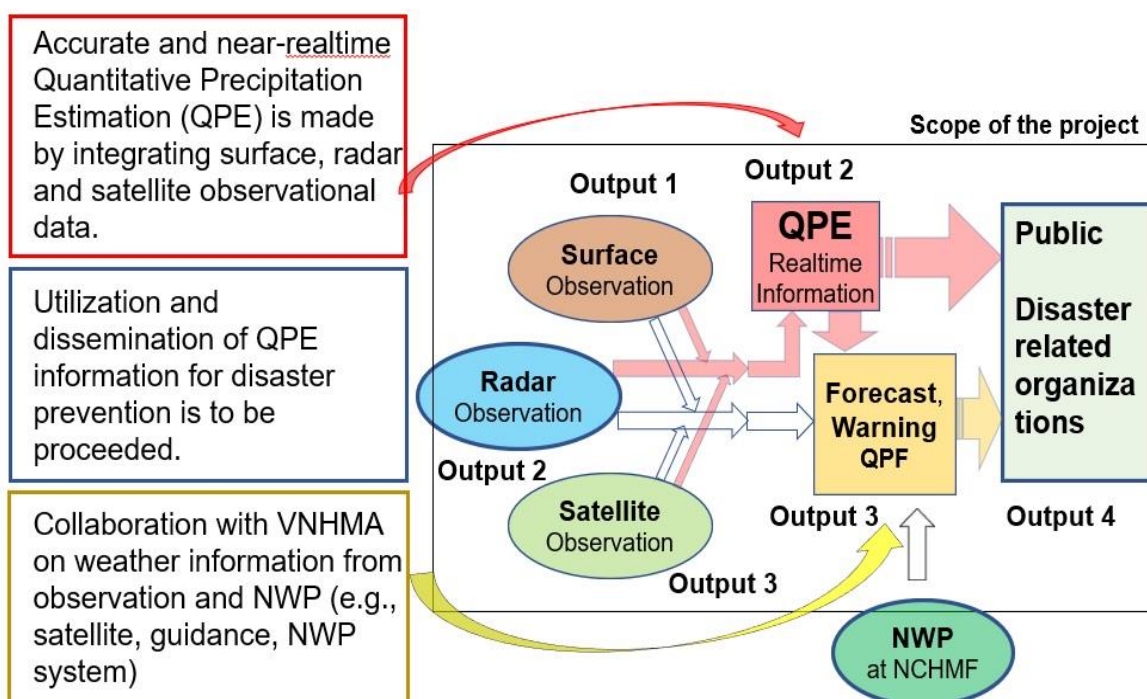 Accurate and near-realtime
Quantitative Precipitation
Estimation (QPE) is made
by integrating surface, radar
and satellite observational
data.
Utilization and
dissemination of QPE
information for disaster
prevention is to be
proceeded.
Collaboration with VNHMA
on weather information from
observation and NWP (e.g.,
satellite, guidance, NWP
system)
Scope of the project
Output 1
Output 2
Surface
Observation
QPE
Realtime
Information
Public
Disaster
related
organiza
tions
Radar
Observation
Output 2
Forecast,
Warning
QPF
Satellite
Observation
Output 3
Output 3
Output 4
NWP
at NCHMF